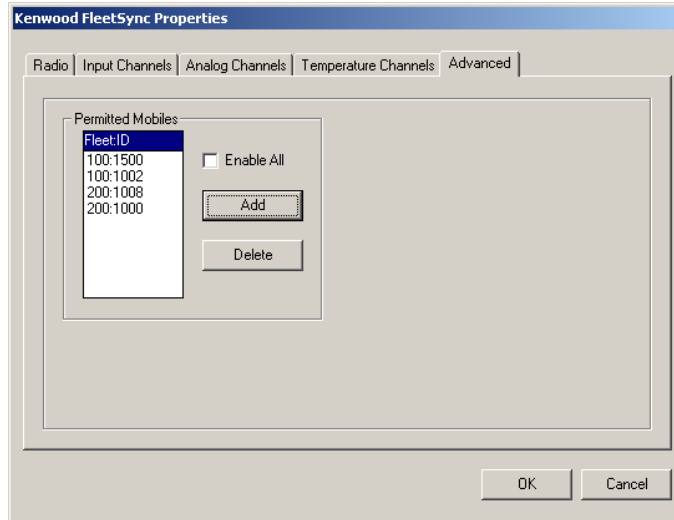 Kenwood FleetSync Properties
Radio Input Channels Analog Channels Temperature Channels Advanced
Permitted Mobiles
Fleet:ID
100:1500
100:1002
200:1008
200:1000
Enable All
Add
Delete
OK Cancel